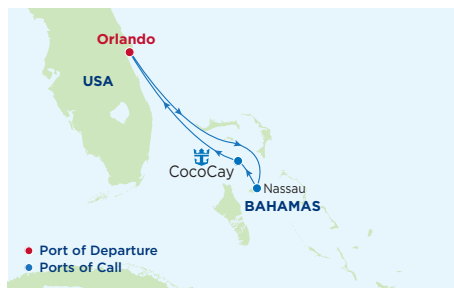 Orlando
USA
CocoCay
Nassau
BAHAMAS
Port of Departure
Ports of Call